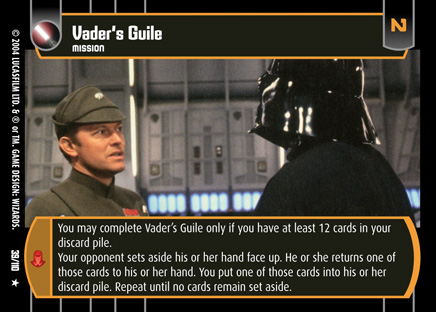 Vader's Guile
MISSION
N
© 2004 LUCASFILM LTD. & ® or TM. GAME DESIGN: WIZARDS.
39/110 ★
You may complete Vader's Guile only if you have at least 12 cards in your
discard pile.
Your opponent sets aside his or her hand face up. He or she returns one of
those cards to his or her hand. You put one of those cards into his or her
discard pile. Repeat until no cards remain set aside.